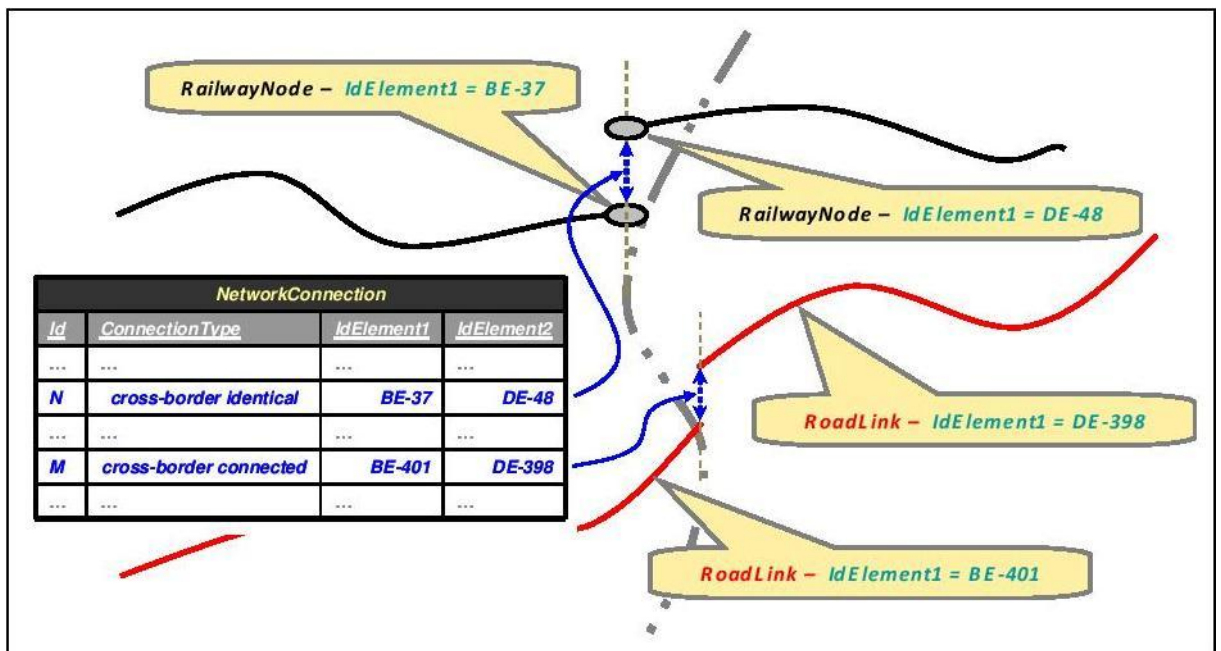 RailwayNode – IdElement1 = BE-37
RailwayNode – IdElement1 = DE-48
NetworkConnection
Id ConnectionType IdElement1 IdElement2
... ... ... ...
N cross-border identical BE-37 DE-48
... ... ... ...
M cross-border connected BE-401 DE-398
... ... ... ...
RoadLink – IdElement1 = DE-398
RoadLink – IdElement1 = BE-401